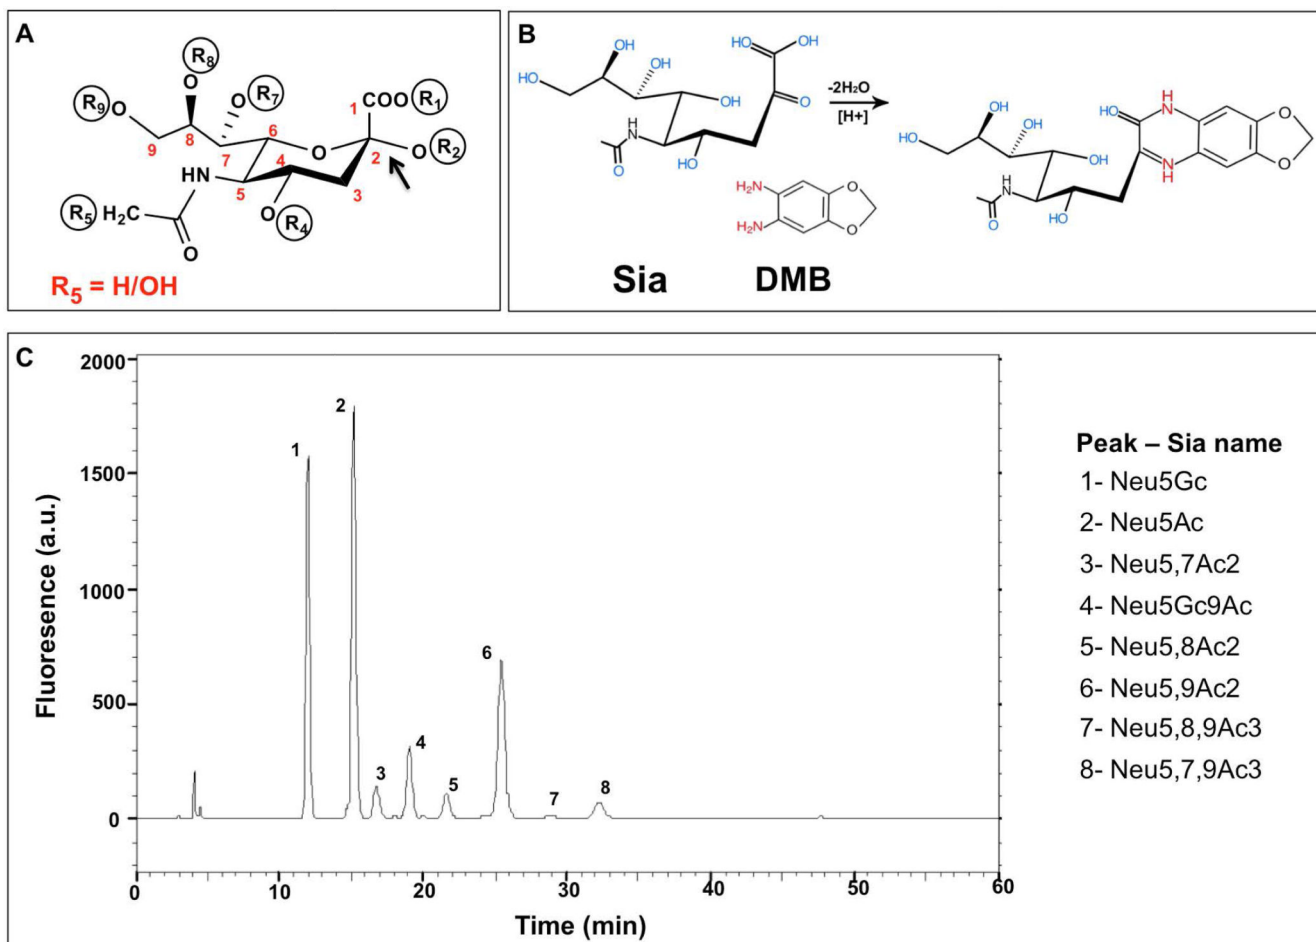 A
R₈
R₉
O
O
O
R₇
COO
R₁
1
6
8
9
7
O
4
2
O
R₂
HN
5
3
R₅
H₂C
O
R₄
O
R₅ = H/OH
B
OH
HO
OH
OH
HO
OH
O
H
N
HO
O
H₂N
H₂N
O
O
Sia
DMB
-2H₂O
[H+]
H
N
HO
OH
OH
HO
OH
N
H
O
O
H
N
HO
O
C
2000
1500
1000
500
0
Fluoresence (a.u.)
1
2
3
4
5
6
7
8
0
10
20
30
40
50
60
Time (min)
Peak – Sia name
1- Neu5Gc
2- Neu5Ac
3- Neu5,7Ac2
4- Neu5Gc9Ac
5- Neu5,8Ac2
6- Neu5,9Ac2
7- Neu5,8,9Ac3
8- Neu5,7,9Ac3